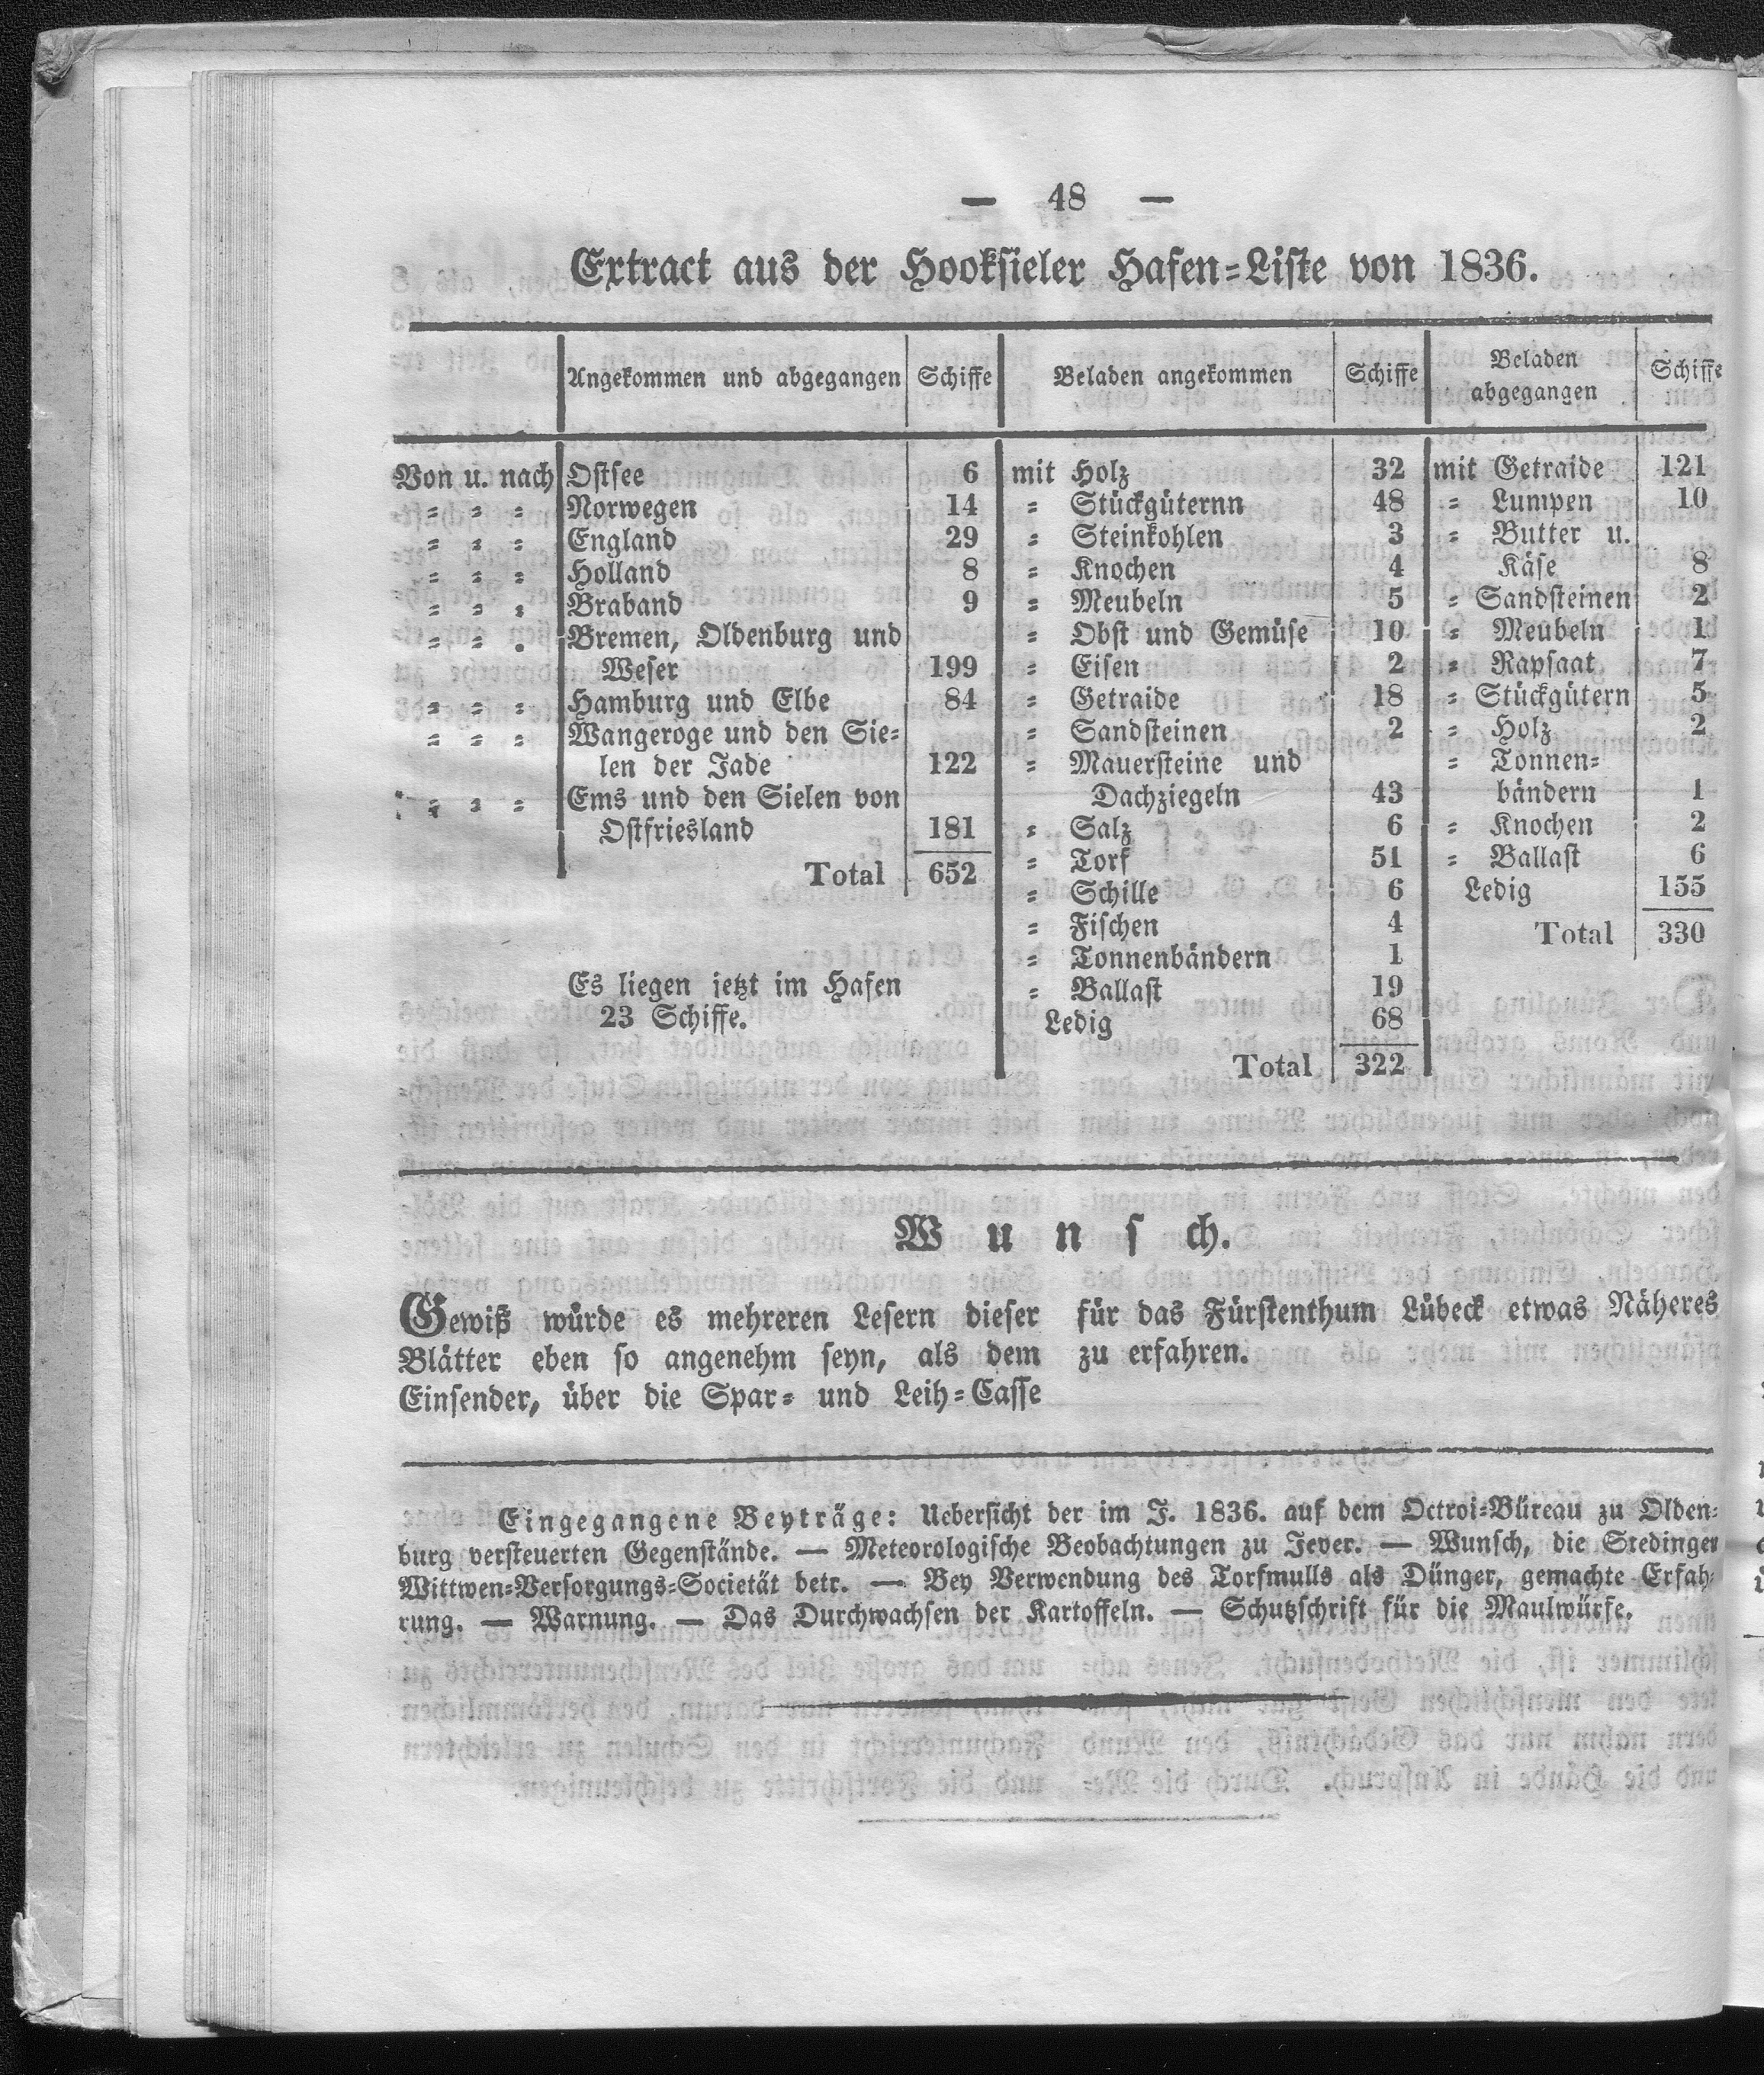 — 48 —
Extract aus der Hooksieler Hafen=Liste von 1836.
Angekommen und abgegangen Schiffe
Von u. nach Ostsee 6
= = = Norwegen 14
= = = England 29
= = = Holland 8
= = = Braband 9
= = = Bremen, Oldenburg und
Weser 199
= = = Hamburg und Elbe 84
= = = Wangeroge und den Sie=
len der Jade 122
= = = Ems und den Sielen von
Ostfriesland 181
Total 652
Es liegen jetzt im Hafen
23 Schiffe.
Beladen angekommen Schiffe
mit Holz 32
= Stückgüternn 48
= Steinkohlen 3
= Knochen 4
= Meubeln 5
= Obst und Gemüse 10
= Eisen 2
= Getraide 18
= Sandsteinen 2
= Mauersteine und
Dachziegeln 43
= Salz 6
= Torf 51
= Schille 6
= Fischen 4
= Tonnenbändern 1
= Ballast 19
Ledig 68
Total 322
Beladen
abgegangen Schiffe
mit Getraide 121
= Lumpen 10
= Butter u.
Käse 8
= Sandsteinen 2
= Meubeln 1
= Rapsaat 7
= Stückgütern 5
= Holz 2
= Tonnen=
bändern 1
= Knochen 2
= Ballast 6
Ledig 155
Total 330
Wunsch.
Gewiß würde es mehreren Lesern dieser
Blätter eben so angenehm seyn, als dem
Einsender, über die Spar= und Leih=Casse
für das Fürstenthum Lübeck etwas Näheres
zu erfahren.
Eingegangene Beyträge: Uebersicht der im J. 1836. auf dem Octroi=Büreau zu Olden=
burg versteuerten Gegenstände. — Meteorologische Beobachtungen zu Jever. — Wunsch, die Stedinger
Wittwen=Versorgungs=Societät betr. — Bey Verwendung des Torfmulls als Dünger, gemachte Erfah=
rung. — Warnung. — Das Durchwachsen der Kartoffeln. — Schutzschrift für die Maulwürfe.